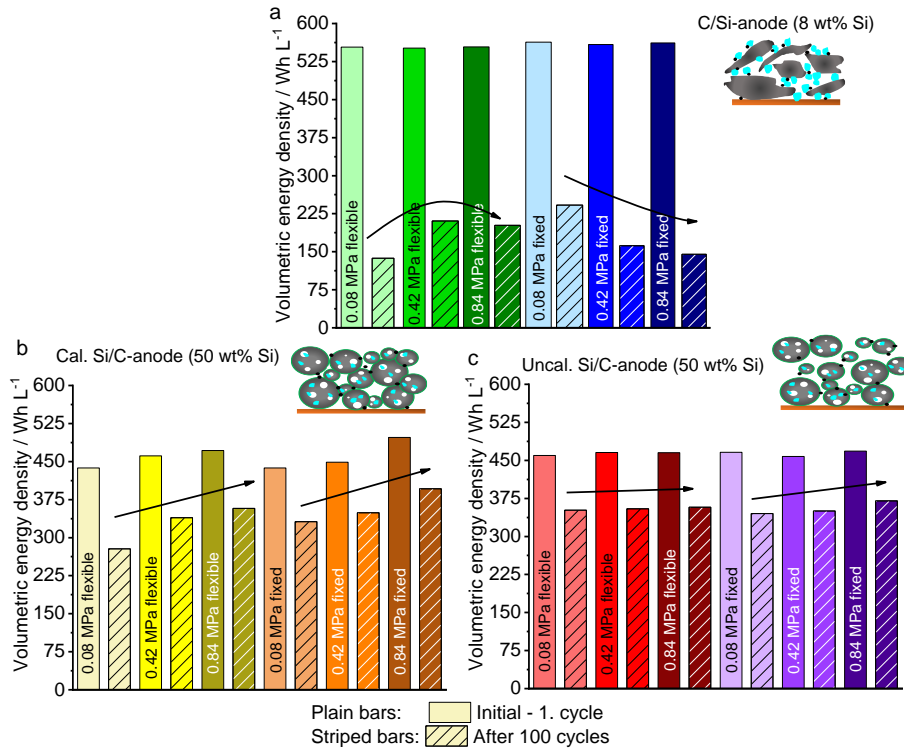 a
C/Si-anode (8 wt% Si)
Volumetric energy density / Wh L⁻¹
600
525
450
375
300
225
150
75
0
0.08 MPa flexible
0.42 MPa flexible
0.84 MPa flexible
0.08 MPa fixed
0.42 MPa fixed
0.84 MPa fixed
b
Cal. Si/C-anode (50 wt% Si)
Volumetric energy density / Wh L⁻¹
600
525
450
375
300
225
150
75
0
0.08 MPa flexible
0.42 MPa flexible
0.84 MPa flexible
0.08 MPa fixed
0.42 MPa fixed
0.84 MPa fixed
c
Uncal. Si/C-anode (50 wt% Si)
Volumetric energy density / Wh L⁻¹
600
525
450
375
300
225
150
75
0
0.08 MPa flexible
0.42 MPa flexible
0.84 MPa flexible
0.08 MPa fixed
0.42 MPa fixed
0.84 MPa fixed
Plain bars: Initial - 1. cycle
Striped bars: After 100 cycles